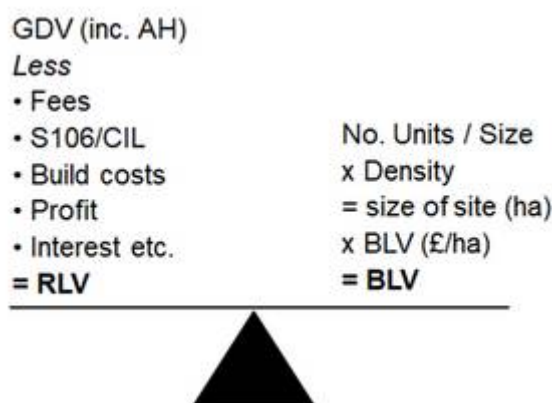 GDV (inc. AH)
Less
• Fees
• S106/CIL
• Build costs
• Profit
• Interest etc.
= RLV
No. Units / Size
x Density
= size of site (ha)
x BLV (£/ha)
= BLV